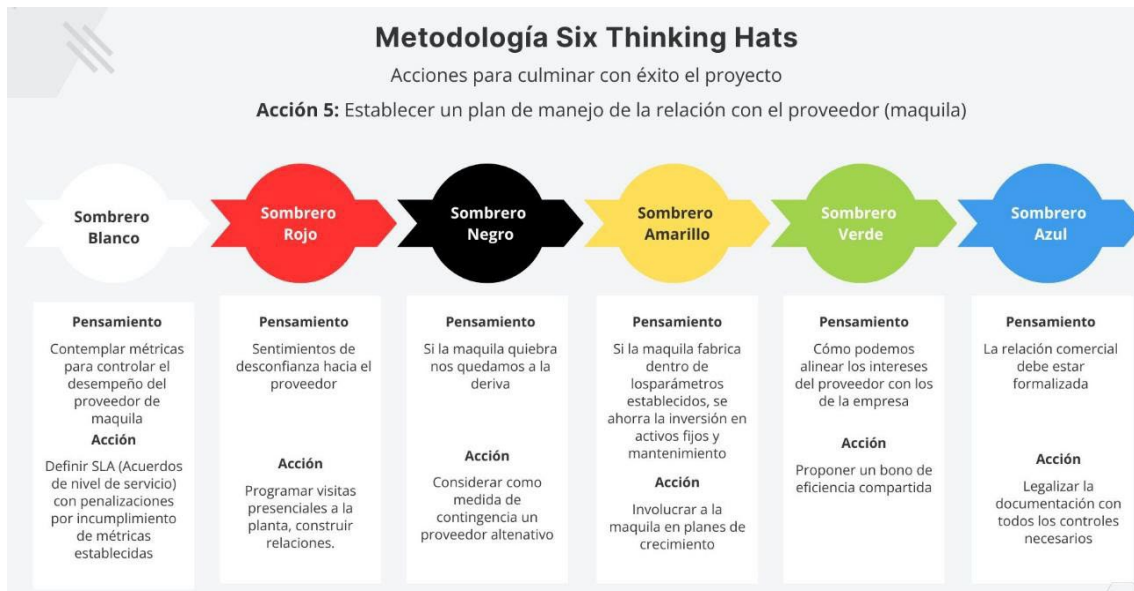 Metodología Six Thinking Hats
Acciones para culminar con éxito el proyecto
Acción 5: Establecer un plan de manejo de la relación con el proveedor (maquila)
Sombrero
Blanco
Sombrero
Rojo
Sombrero
Negro
Sombrero
Amarillo
Sombrero
Verde
Sombrero
Azul
Pensamiento
Contemplar métricas
para controlar el
desempeño del
proveedor de
maquila
Acción
Definir SLA (Acuerdos
de nivel de servicio)
con penalizaciones
por incumplimiento
de métricas
establecidas
Pensamiento
Sentimientos de
desconfianza hacia el
proveedor
Acción
Programar visitas
presenciales a la
planta, construir
relaciones.
Pensamiento
Si la maquila quiebra
nos quedamos a la
deriva
Acción
Considerar como
medida de
contingencia un
proveedor altenativo
Pensamiento
Si la maquila fabrica
dentro de
losparámetros
establecidos, se
ahorra la inversión en
activos fijos y
mantenimiento
Acción
Involucrar a la
maquila en planes de
crecimiento
Pensamiento
Cómo podemos
alinear los intereses
del proveedor con los
de la empresa
Acción
Proponer un bono de
eficiencia compartida
Pensamiento
La relación comercial
debe estar
formalizada
Acción
Legalizar la
documentación con
todos los controles
necesarios